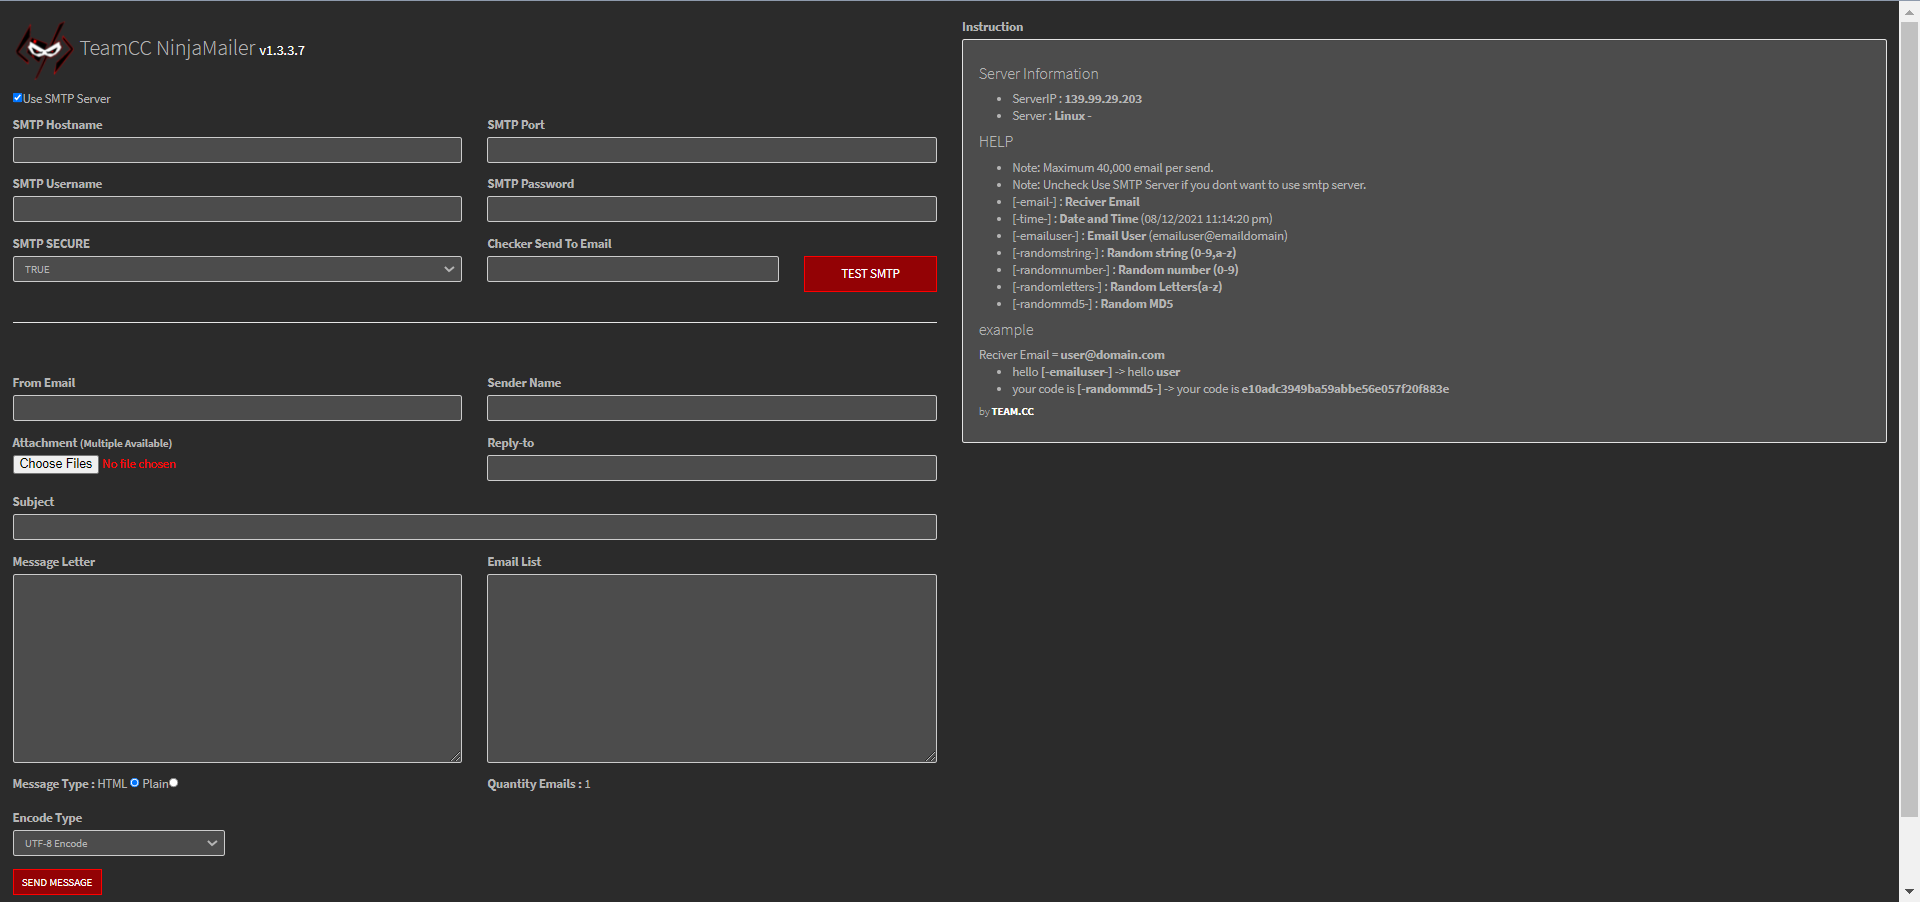 TeamCC NinjaMailer v1.3.3.7
Use SMTP Server
SMTP Hostname
SMTP Port
SMTP Username
SMTP Password
SMTP SECURE
Checker Send To Email
TRUE
TEST SMTP
From Email
Sender Name
Attachment (Multiple Available)
Reply-to
Choose Files No file chosen
Subject
Message Letter
Email List
Message Type : HTML Plain
Quantity Emails : 1
Encode Type
UTF-8 Encode
SEND MESSAGE
Instruction
Server Information
ServerIP : 139.99.29.203
Server : Linux -
HELP
Note: Maximum 40,000 email per send.
Note: Uncheck Use SMTP Server if you dont want to use smtp server.
[-email-] : Reciver Email
[-time-] : Date and Time (08/12/2021 11:14:20 pm)
[-emailuser-] : Email User (emailuser@emaildomain)
[-randomstring-] : Random string (0-9,a-z)
[-randomnumber-] : Random number (0-9)
[-randomletters-] : Random Letters(a-z)
[-randommd5-] : Random MD5
example
Reciver Email = user@domain.com
hello [-emailuser-] -> hello user
your code is [-randommd5-] -> your code is e10adc3949ba59abbe56e057f20f883e
by TEAM.CC